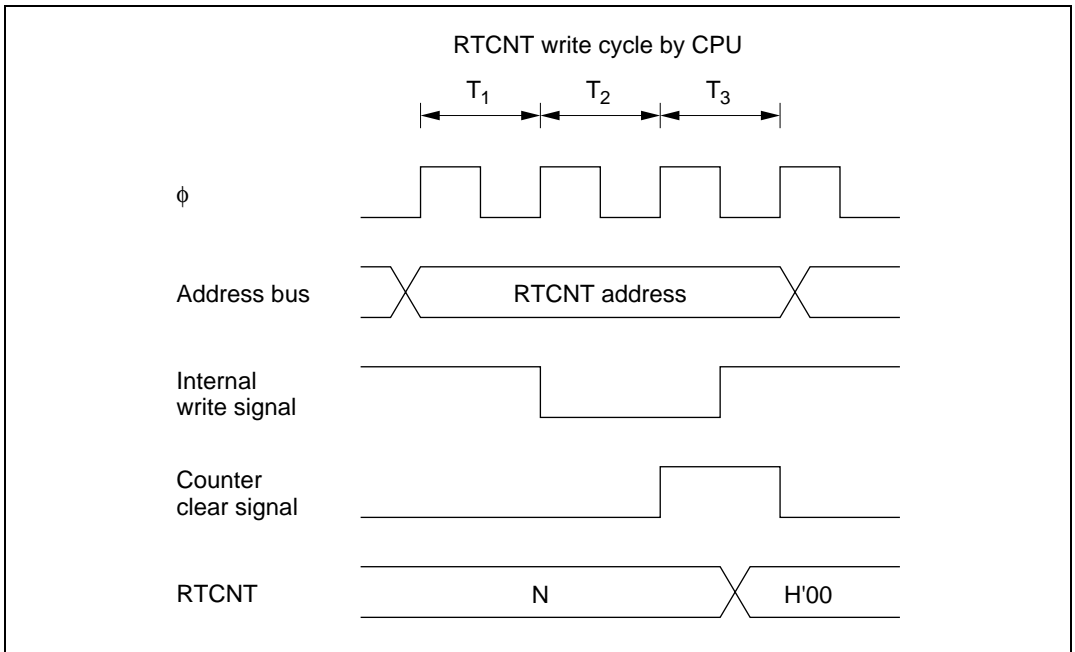 RTCNT write cycle by CPU
T1 T2 T3
φ
Address bus RTCNT address
Internal
write signal
Counter
clear signal
RTCNT N H'00